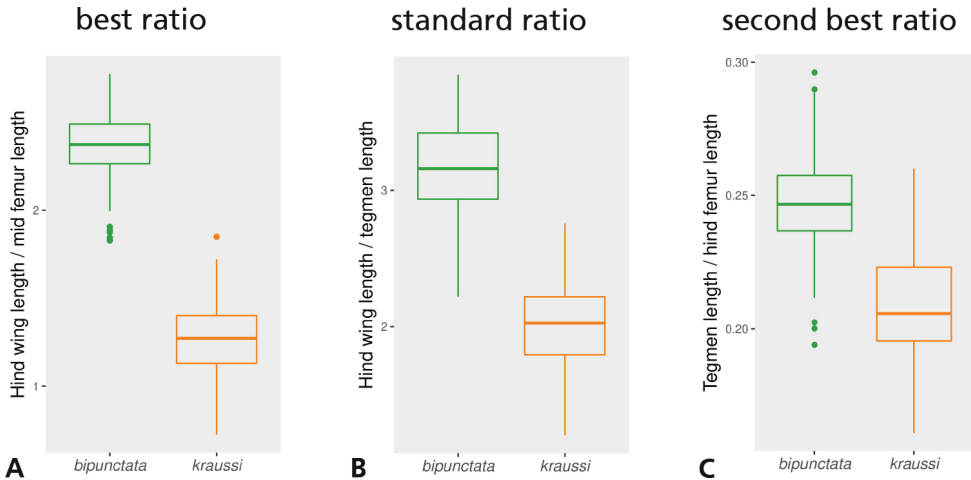 best ratio
standard ratio
second best ratio
Hind wing length / mid femur length
2
1
bipunctata
kraussi
A
Hind wing length / tegmen length
3
2
bipunctata
kraussi
B
Tegmen length / hind femur length
0.30
0.25
0.20
bipunctata
kraussi
C